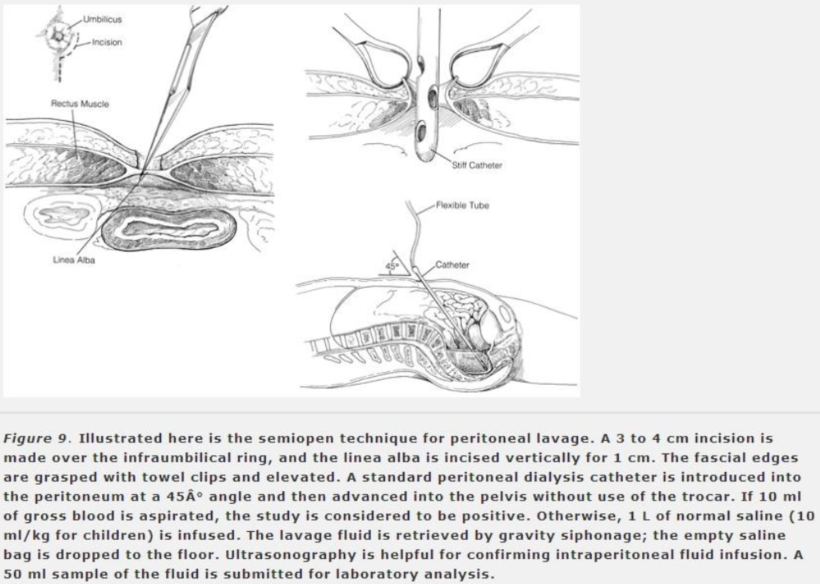 Umbilicus
Incision
Rectus Muscle
Linea Alba
Stiff Catheter
Flexible Tube
45°
Catheter
Figure 9. Illustrated here is the semiopen technique for peritoneal lavage. A 3 to 4 cm incision is
made over the infraumbilical ring, and the linea alba is incised vertically for 1 cm. The fascial edges
are grasped with towel clips and elevated. A standard peritoneal dialysis catheter is introduced into
the peritoneum at a 45Â° angle and then advanced into the pelvis without use of the trocar. If 10 ml
of gross blood is aspirated, the study is considered to be positive. Otherwise, 1 L of normal saline (10
ml/kg for children) is infused. The lavage fluid is retrieved by gravity siphonage; the empty saline
bag is dropped to the floor. Ultrasonography is helpful for confirming intraperitoneal fluid infusion. A
50 ml sample of the fluid is submitted for laboratory analysis.